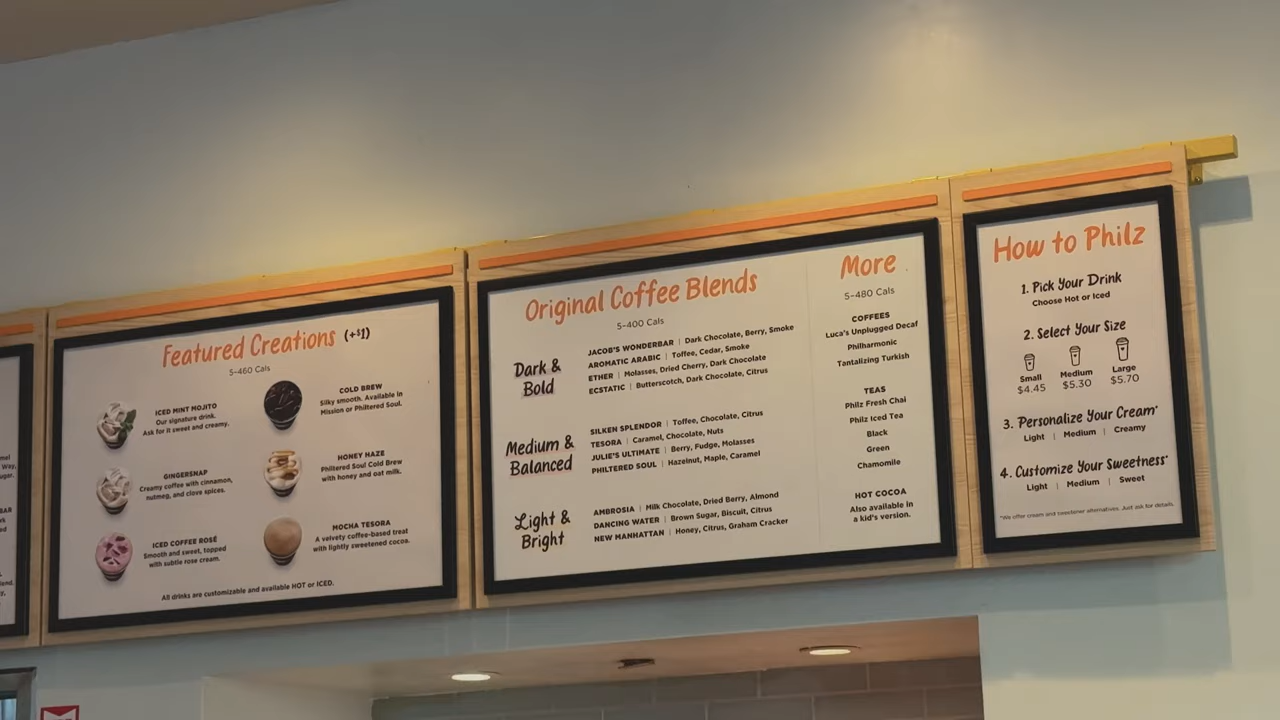 Featured Creations (+$1)
5-460 Cals
ICED MINT MOJITO
Our signature drink.
Ask for it sweet and creamy.
GINGERSNAP
Creamy coffee with cinnamon,
nutmeg, and clove spices.
ICED COFFEE ROSÉ
Smooth and sweet, topped
with subtle rose cream.
COLD BREW
Silky smooth. Available in
Mission or Philtered Soul.
HONEY HAZE
Philtered Soul Cold Brew
with honey and oat milk.
MOCHA TESORA
A velvety coffee-based treat
with lightly sweetened cocoa.
All drinks are customizable and available HOT or ICED.
Original Coffee Blends
5-400 Cals
Dark &
Bold
JACOB'S WONDERBAR | Dark Chocolate, Berry, Smoke
AROMATIC ARABIC | Toffee, Cedar, Smoke
ETHER | Molasses, Dried Cherry, Dark Chocolate
ECSTATIC | Butterscotch, Dark Chocolate, Citrus
Medium &
Balanced
SILKEN SPLENDOR | Toffee, Chocolate, Citrus
TESORA | Caramel, Chocolate, Nuts
JULIE'S ULTIMATE | Berry, Fudge, Molasses
PHILTERED SOUL | Hazelnut, Maple, Caramel
Light &
Bright
AMBROSIA | Milk Chocolate, Dried Berry, Almond
DANCING WATER | Brown Sugar, Biscuit, Citrus
NEW MANHATTAN | Honey, Citrus, Graham Cracker
More
5-480 Cals
COFFEES
Luca's Unplugged Decaf
Philharmonic
Tantalizing Turkish
TEAS
Philz Fresh Chai
Philz Iced Tea
Black
Green
Chamomile
HOT COCOA
Also available in
a kid's version.
How to Philz
1. Pick Your Drink
Choose Hot or Iced
2. Select Your Size
Small Medium Large
$4.45 $5.30 $5.70
3. Personalize Your Cream*
Light | Medium | Creamy
4. Customize Your Sweetness*
Light | Medium | Sweet
*We offer cream and sweetener alternatives. Just ask for details.